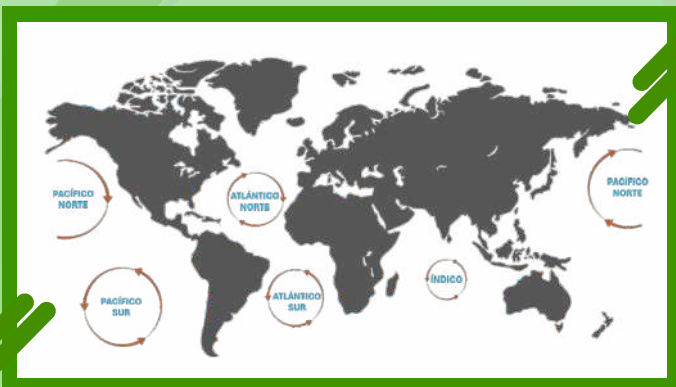 PACÍFICO
NORTE
ATLÁNTICO
NORTE
PACÍFICO
NORTE
PACÍFICO
SUR
ATLÁNTICO
SUR
ÍNDICO